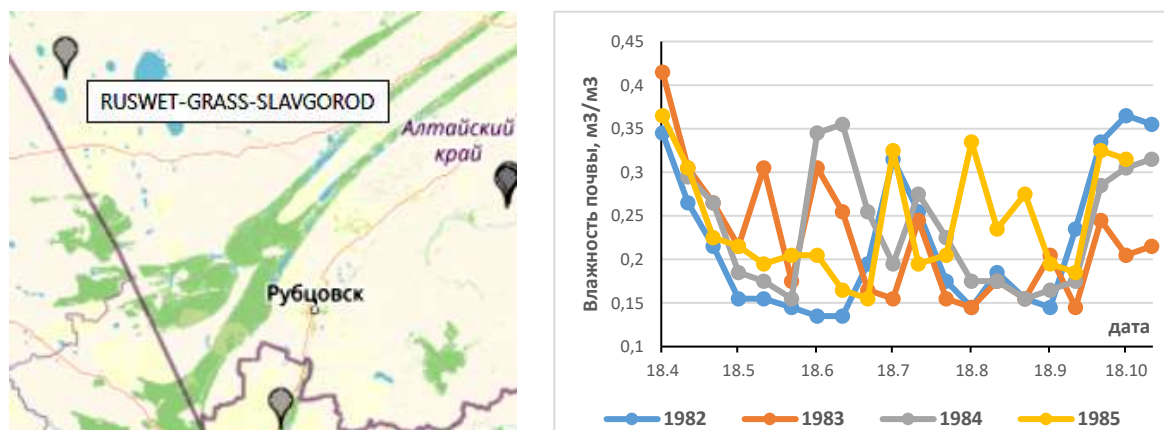 RUSWET-GRASS-SLAVGOROD
Алтайский
край
Рубцовск
Влажность почвы, м3/м3
0,45
0,4
0,35
0,3
0,25
0,2
0,15
0,1
дата
18.4 18.5 18.6 18.7 18.8 18.9 18.10
1982 1983 1984 1985